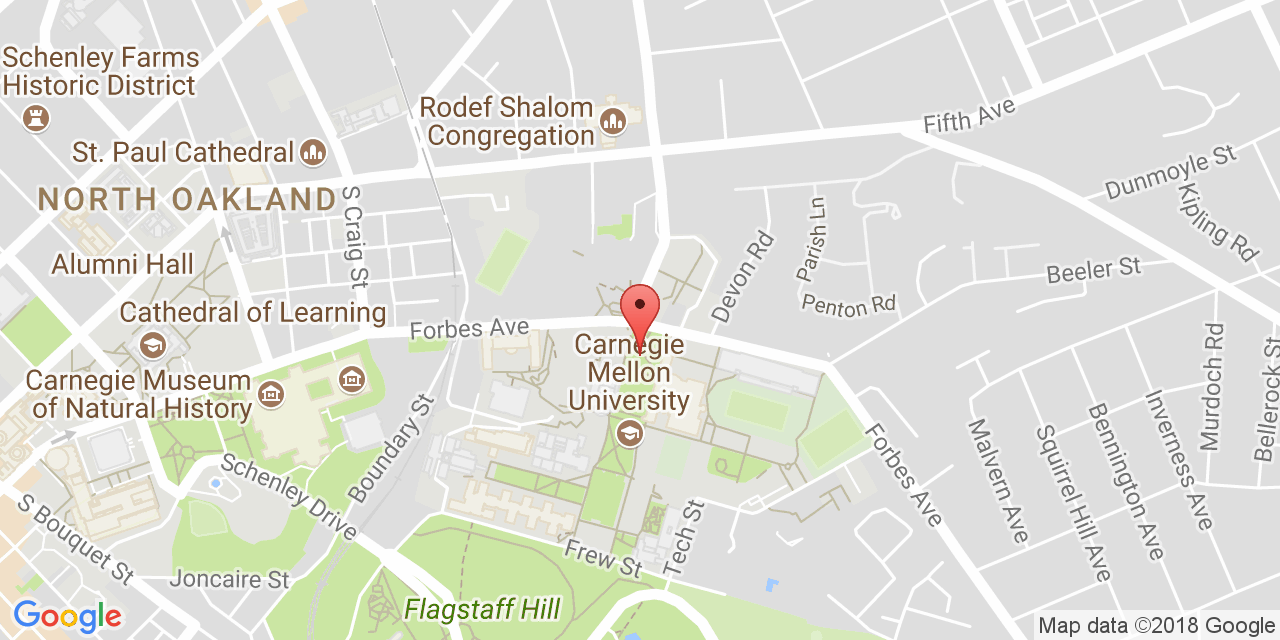 Schenley Farms
Historic District
Rodef Shalom
Congregation
Fifth Ave
St. Paul Cathedral
Dunmoyle St
NORTH OAKLAND
S Craig St
Parish Ln
Kipling Rd
Devon Rd
Alumni Hall
Beeler St
Penton Rd
Cathedral of Learning
Forbes Ave
Carnegie
Mellon
University
Carnegie Museum
of Natural History
Murdoch Rd
Bellerock St
Boundary St
Inverness Ave
Bennington Ave
Squirrel Hill Ave
Malvern Ave
Forbes Ave
Schenley Drive
S Bouquet St
Tech St
Frew St
Joncaire St
Flagstaff Hill
Google
Map data ©2018 Google